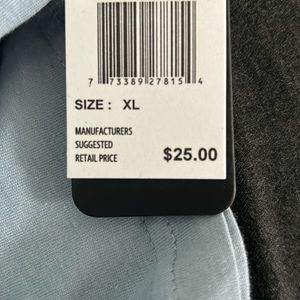 7 73389 27815 4
SIZE : XL
MANUFACTURERS
SUGGESTED
RETAIL PRICE
$25.00